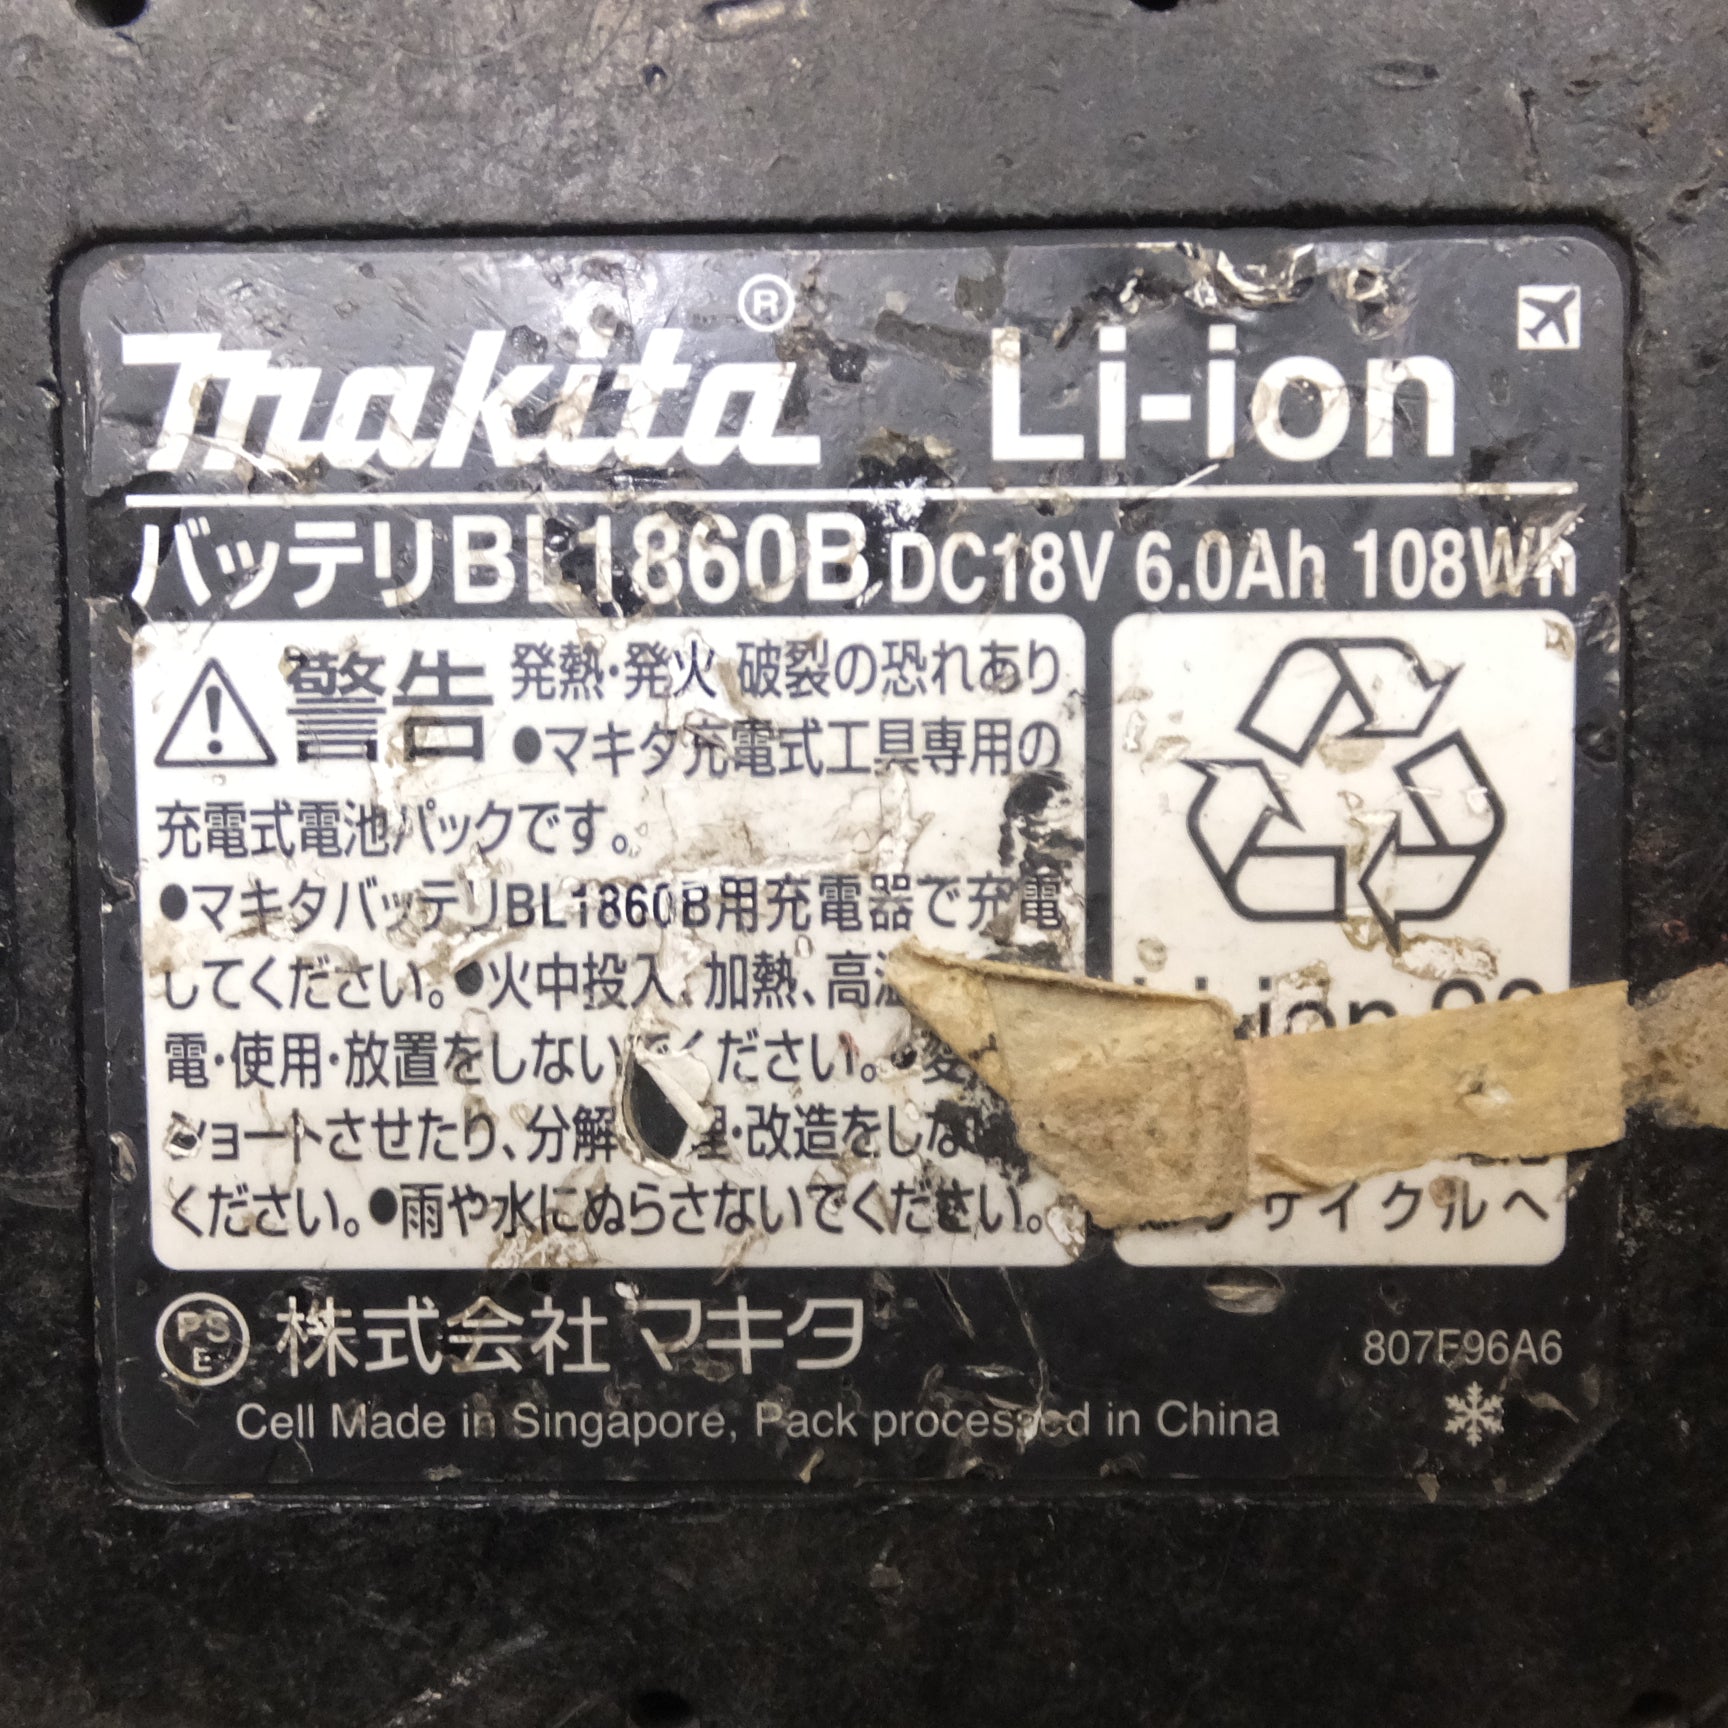 makita® Li-ion
バッテリBL1860B DC18V 6.0Ah 108Wh
警告 発熱・発火 破裂の恐れあり
●マキタ充電式工具専用の
充電式電池パックです。
●マキタバッテリBL1860B用充電器で充電
してください。●火中投入、加熱、高温
電・使用・放置をしないでください。●
ショートさせたり、分解 理・改造をしな
ください。●雨や水にぬらさないでください。
Li-ion
サイクルへ
PS
E
株式会社マキタ
807F96A6
Cell Made in Singapore, Pack processed in China